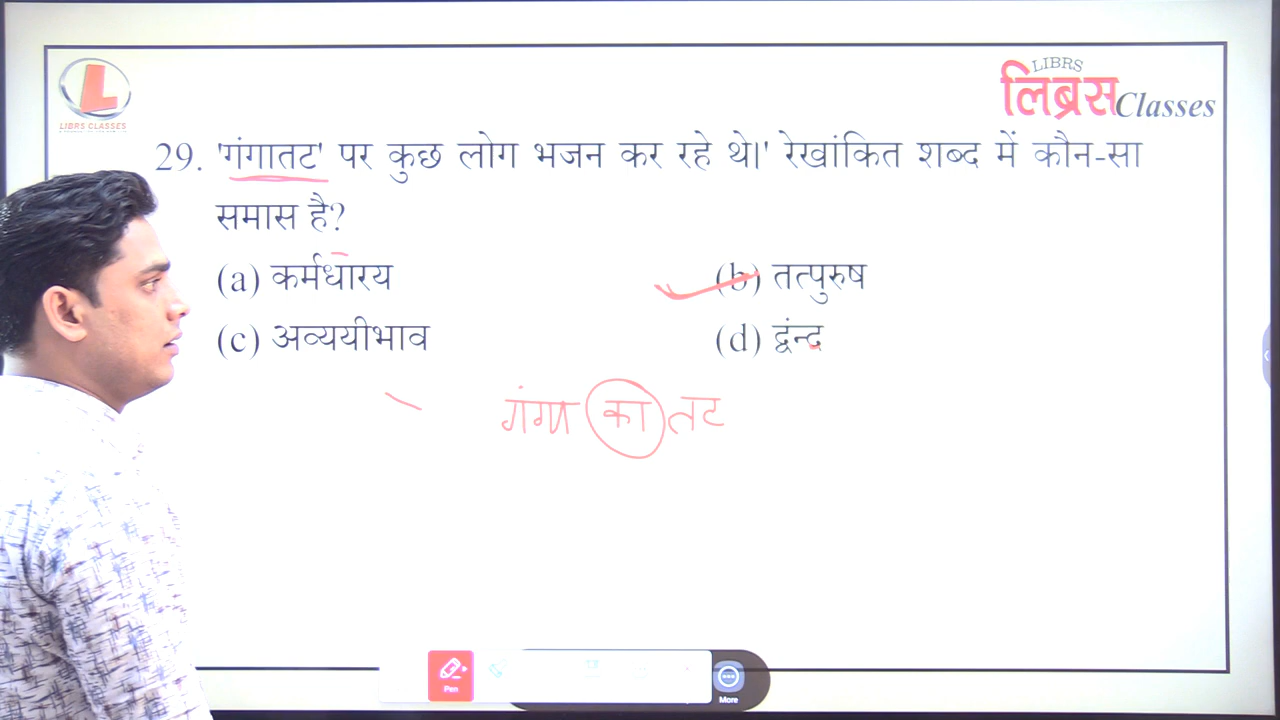 LIBRS CLASSES
LIBRS
लिब्रस Classes
29. 'गंगातट' पर कुछ लोग भजन कर रहे थे।' रेखांकित शब्द में कौन-सा
समास है?
(a) कर्मधारय
(b) तत्पुरुष
(c) अव्ययीभाव
(d) द्वंन्द
गंगा का तट
Pen
More